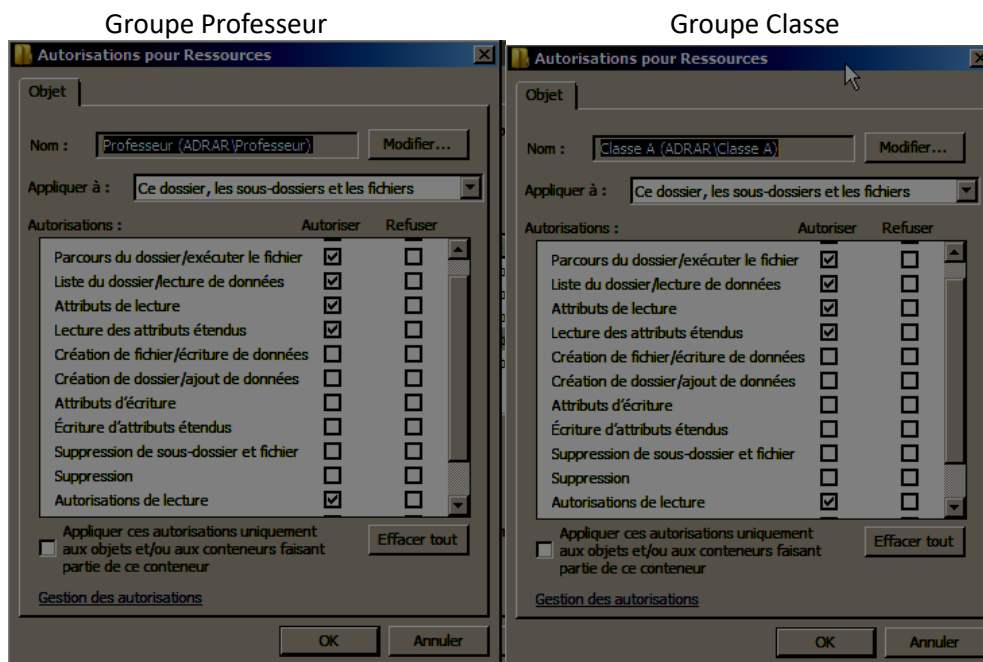 Groupe Professeur
Autorisations pour Ressources
Objet
Nom :
Professeur (ADRAR\Professeur)
Modifier...
Appliquer à :
Ce dossier, les sous-dossiers et les fichiers
Autorisations :
Autoriser
Refuser
Parcours du dossier/exécuter le fichier
Liste du dossier/lecture de données
Attributs de lecture
Lecture des attributs étendus
Création de fichier/écriture de données
Création de dossier/ajout de données
Attributs d'écriture
Écriture d'attributs étendus
Suppression de sous-dossier et fichier
Suppression
Autorisations de lecture
Appliquer ces autorisations uniquement
aux objets et/ou aux conteneurs faisant
partie de ce conteneur
Effacer tout
Gestion des autorisations
OK
Annuler
Groupe Classe
Autorisations pour Ressources
Objet
Nom :
Classe A (ADRAR\Classe A)
Modifier...
Appliquer à :
Ce dossier, les sous-dossiers et les fichiers
Autorisations :
Autoriser
Refuser
Parcours du dossier/exécuter le fichier
Liste du dossier/lecture de données
Attributs de lecture
Lecture des attributs étendus
Création de fichier/écriture de données
Création de dossier/ajout de données
Attributs d'écriture
Écriture d'attributs étendus
Suppression de sous-dossier et fichier
Suppression
Autorisations de lecture
Appliquer ces autorisations uniquement
aux objets et/ou aux conteneurs faisant
partie de ce conteneur
Effacer tout
Gestion des autorisations
OK
Annuler